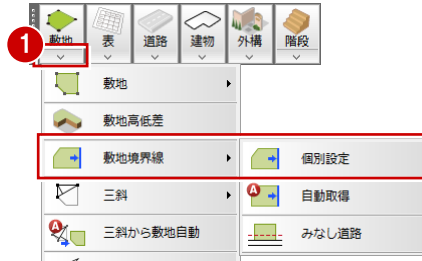 敷地 表 道路 建物 外構 階段
1
敷地
敷地高低差
敷地境界線 個別設定
三斜 A 自動取得
A 三斜から敷地自動 みなし道路